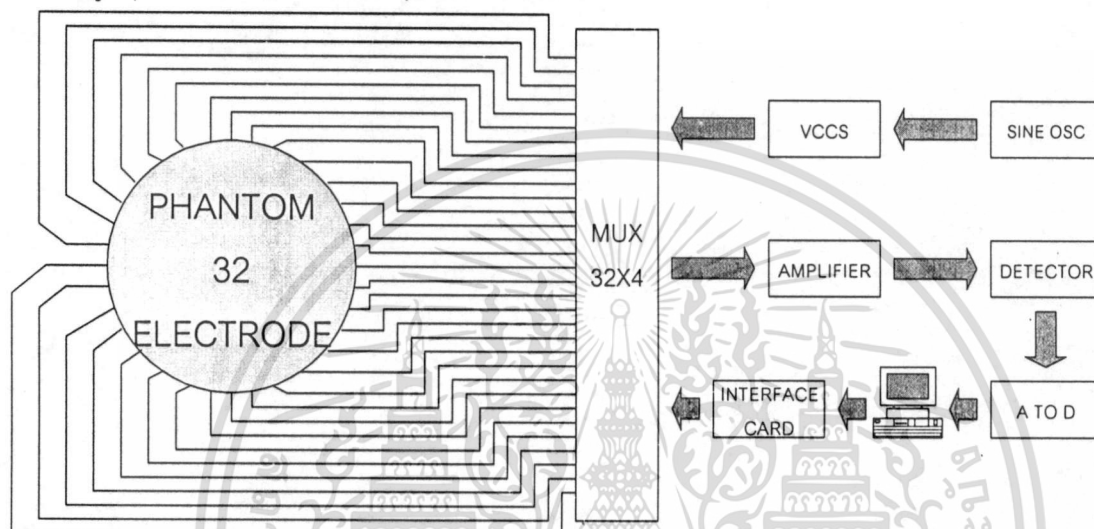 PHANTOM
32
ELECTRODE
MUX
32X4
VCCS
SINE OSC
AMPLIFIER
DETECTOR
INTERFACE
CARD
A TO D